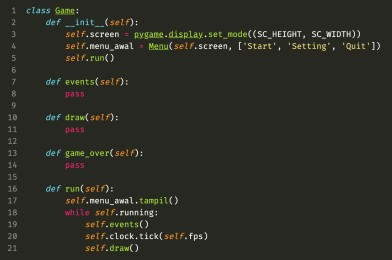 1 class Game:
2     def __init__(self):
3         self.screen = pygame.display.set_mode((SC_HEIGHT, SC_WIDTH))
4         self.menu_awal = Menu(self.screen, ['Start', 'Setting', 'Quit'])
5         self.run()
6
7     def events(self):
8         pass
9
10     def draw(self):
11         pass
12
13     def game_over(self):
14         pass
15
16     def run(self):
17         self.menu_awal.tampil()
18         while self.running:
19             self.events()
20             self.clock.tick(self.fps)
21             self.draw()